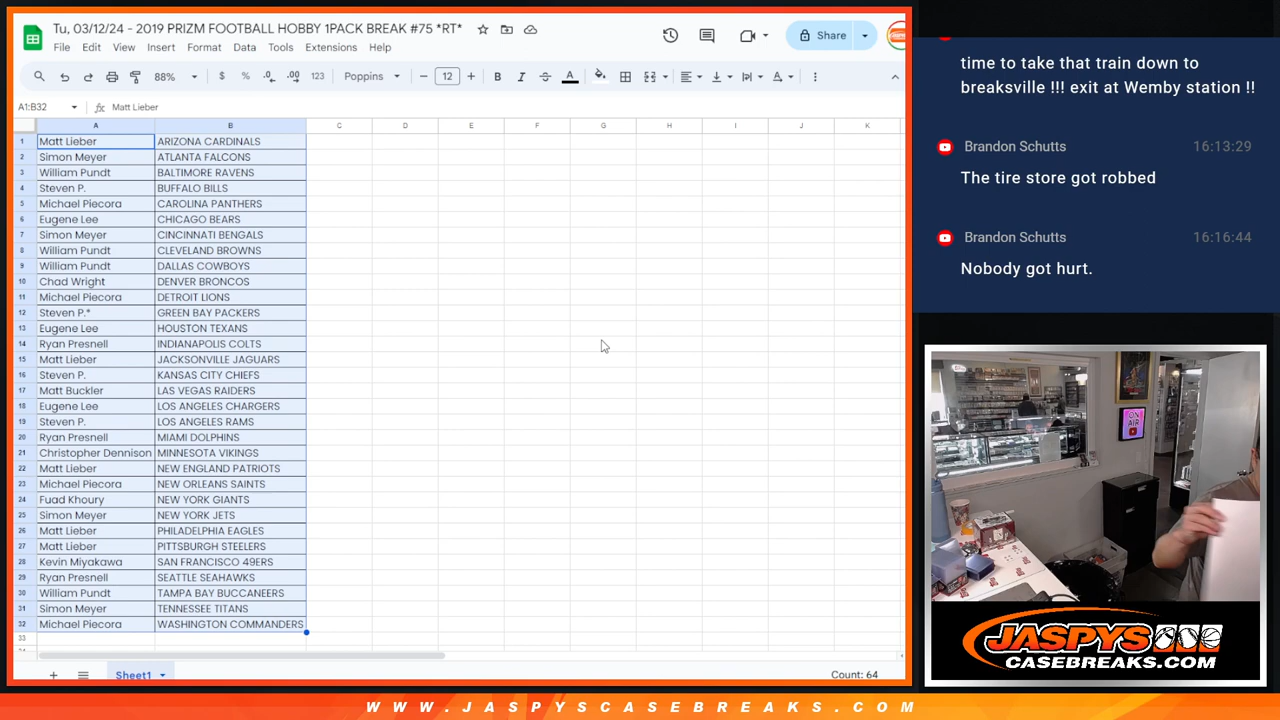 Tu, 03/12/24 - 2019 PRIZM FOOTBALL HOBBY 1PACK BREAK #75 *RT*
File Edit View Insert Format Data Tools Extensions Help
Share
88% $ % .0 .00 123 Poppins - 12 + B I A
A1:B32 fx Matt Lieber
A B C D E F G H I J K
1 Matt Lieber ARIZONA CARDINALS
2 Simon Meyer ATLANTA FALCONS
3 William Pundt BALTIMORE RAVENS
4 Steven P. BUFFALO BILLS
5 Michael Piecora CAROLINA PANTHERS
6 Eugene Lee CHICAGO BEARS
7 Simon Meyer CINCINNATI BENGALS
8 William Pundt CLEVELAND BROWNS
9 William Pundt DALLAS COWBOYS
10 Chad Wright DENVER BRONCOS
11 Michael Piecora DETROIT LIONS
12 Steven P.* GREEN BAY PACKERS
13 Eugene Lee HOUSTON TEXANS
14 Ryan Presnell INDIANAPOLIS COLTS
15 Matt Lieber JACKSONVILLE JAGUARS
16 Steven P. KANSAS CITY CHIEFS
17 Matt Buckler LAS VEGAS RAIDERS
18 Eugene Lee LOS ANGELES CHARGERS
19 Steven P. LOS ANGELES RAMS
20 Ryan Presnell MIAMI DOLPHINS
21 Christopher Dennison MINNESOTA VIKINGS
22 Matt Lieber NEW ENGLAND PATRIOTS
23 Michael Piecora NEW ORLEANS SAINTS
24 Fuad Khoury NEW YORK GIANTS
25 Simon Meyer NEW YORK JETS
26 Matt Lieber PHILADELPHIA EAGLES
27 Matt Lieber PITTSBURGH STEELERS
28 Kevin Miyakawa SAN FRANCISCO 49ERS
29 Ryan Presnell SEATTLE SEAHAWKS
30 William Pundt TAMPA BAY BUCCANEERS
31 Simon Meyer TENNESSEE TITANS
32 Michael Piecora WASHINGTON COMMANDERS
33
+ Sheet1 Count: 64
time to take that train down to
breaksville !!! exit at Wemby station !!
Brandon Schutts 16:13:29
The tire store got robbed
Brandon Schutts 16:16:44
Nobody got hurt.
ON
AIR
JASPYS
CASEBREAKS.COM
WWW.JASPYSCASEBREAKS.COM